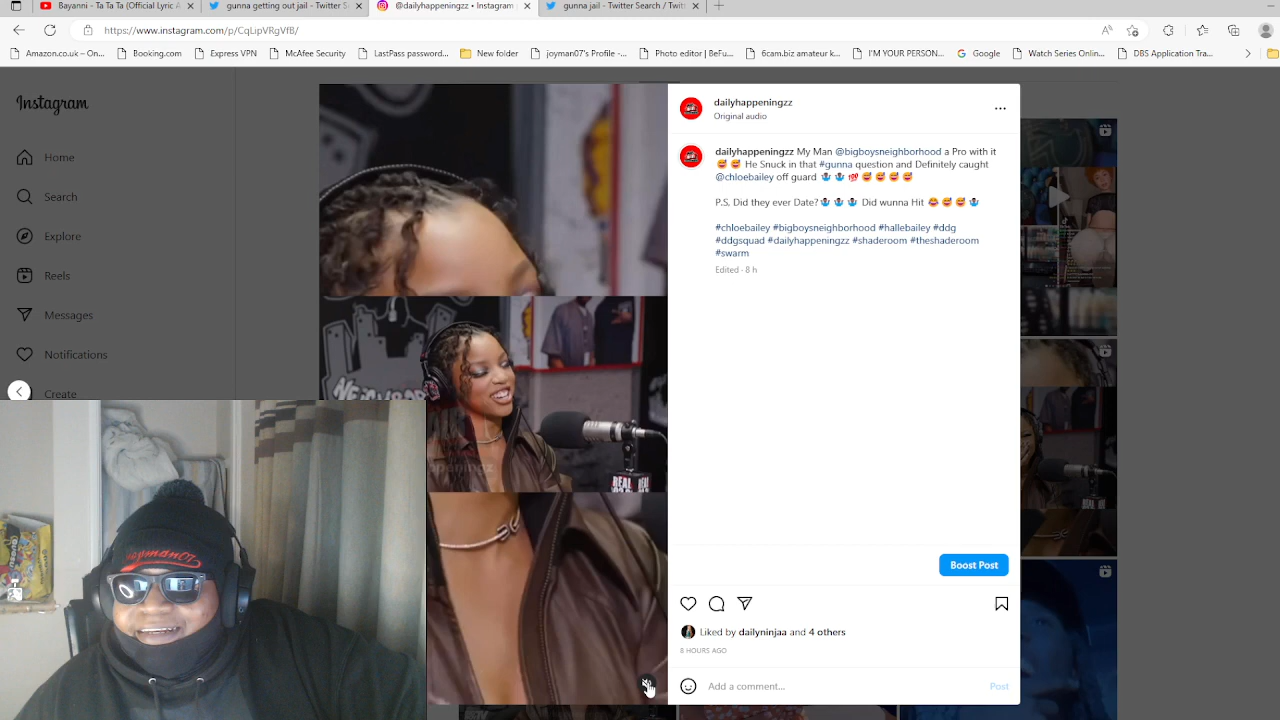 Bayanni - Ta Ta Ta (Official Lyric
gunna getting out jail - Twitter S
@dailyhappeningzz • Instagram
gunna jail - Twitter Search / Twit
https://www.instagram.com/p/CqLipVRgVfB/
Amazon.co.uk – On...
Booking.com
Express VPN
McAfee Security
LastPass password...
New folder
joyman07's Profile -...
Photo editor | BeFu...
6cam.biz amateur k...
I'M YOUR PERSON...
Google
Watch Series Online...
DBS Application Tra...
Instagram
Home
Search
Explore
Reels
Messages
Notifications
Create
dailyhappeningzz
Original audio
dailyhappeningzz My Man @bigboysneighborhood a Pro with it
😅 😅 He Snuck in that #gunna question and Definitely caught
@chloebailey off guard 🤷‍♂️ 🤷‍♂️ 💯 😅 😅 😅 😅
P.S, Did they ever Date? 🤷‍♂️ 🤷‍♂️ 🤷‍♂️ Did wunna Hit 😂 😅 😅 🤷‍♂️
#chloebailey #bigboysneighborhood #hallebailey #ddg
#ddgsquad #dailyhappeningzz #shaderoom #theshaderoom
#swarm
Edited · 8 h
Boost Post
Liked by dailyninjaa and 4 others
8 HOURS AGO
Add a comment...
Post
joyman07
REAL
REAL